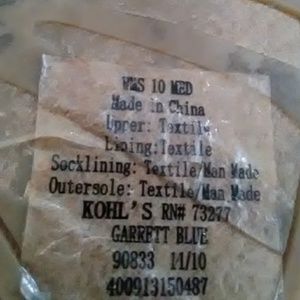 WMS 10 MED
Made in China
Upper: Textile
Lining:Textile
Socklining: Textile/Man Made
Outersole: Textile/Man Made
KOHL'S RN# 73277
GARRETT BLUE
90833 11/10
400913150487